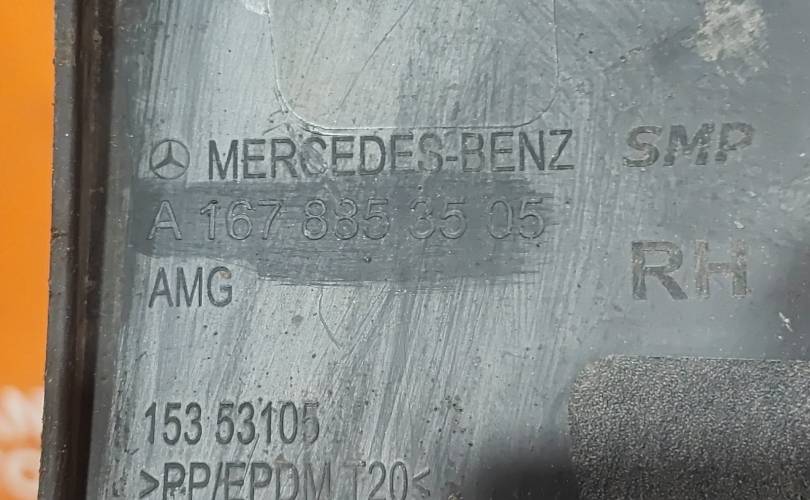 MERCEDES-BENZ SMP
A 167 885 35 05
RH
AMG
153 53105
>PP/EPDM T20<